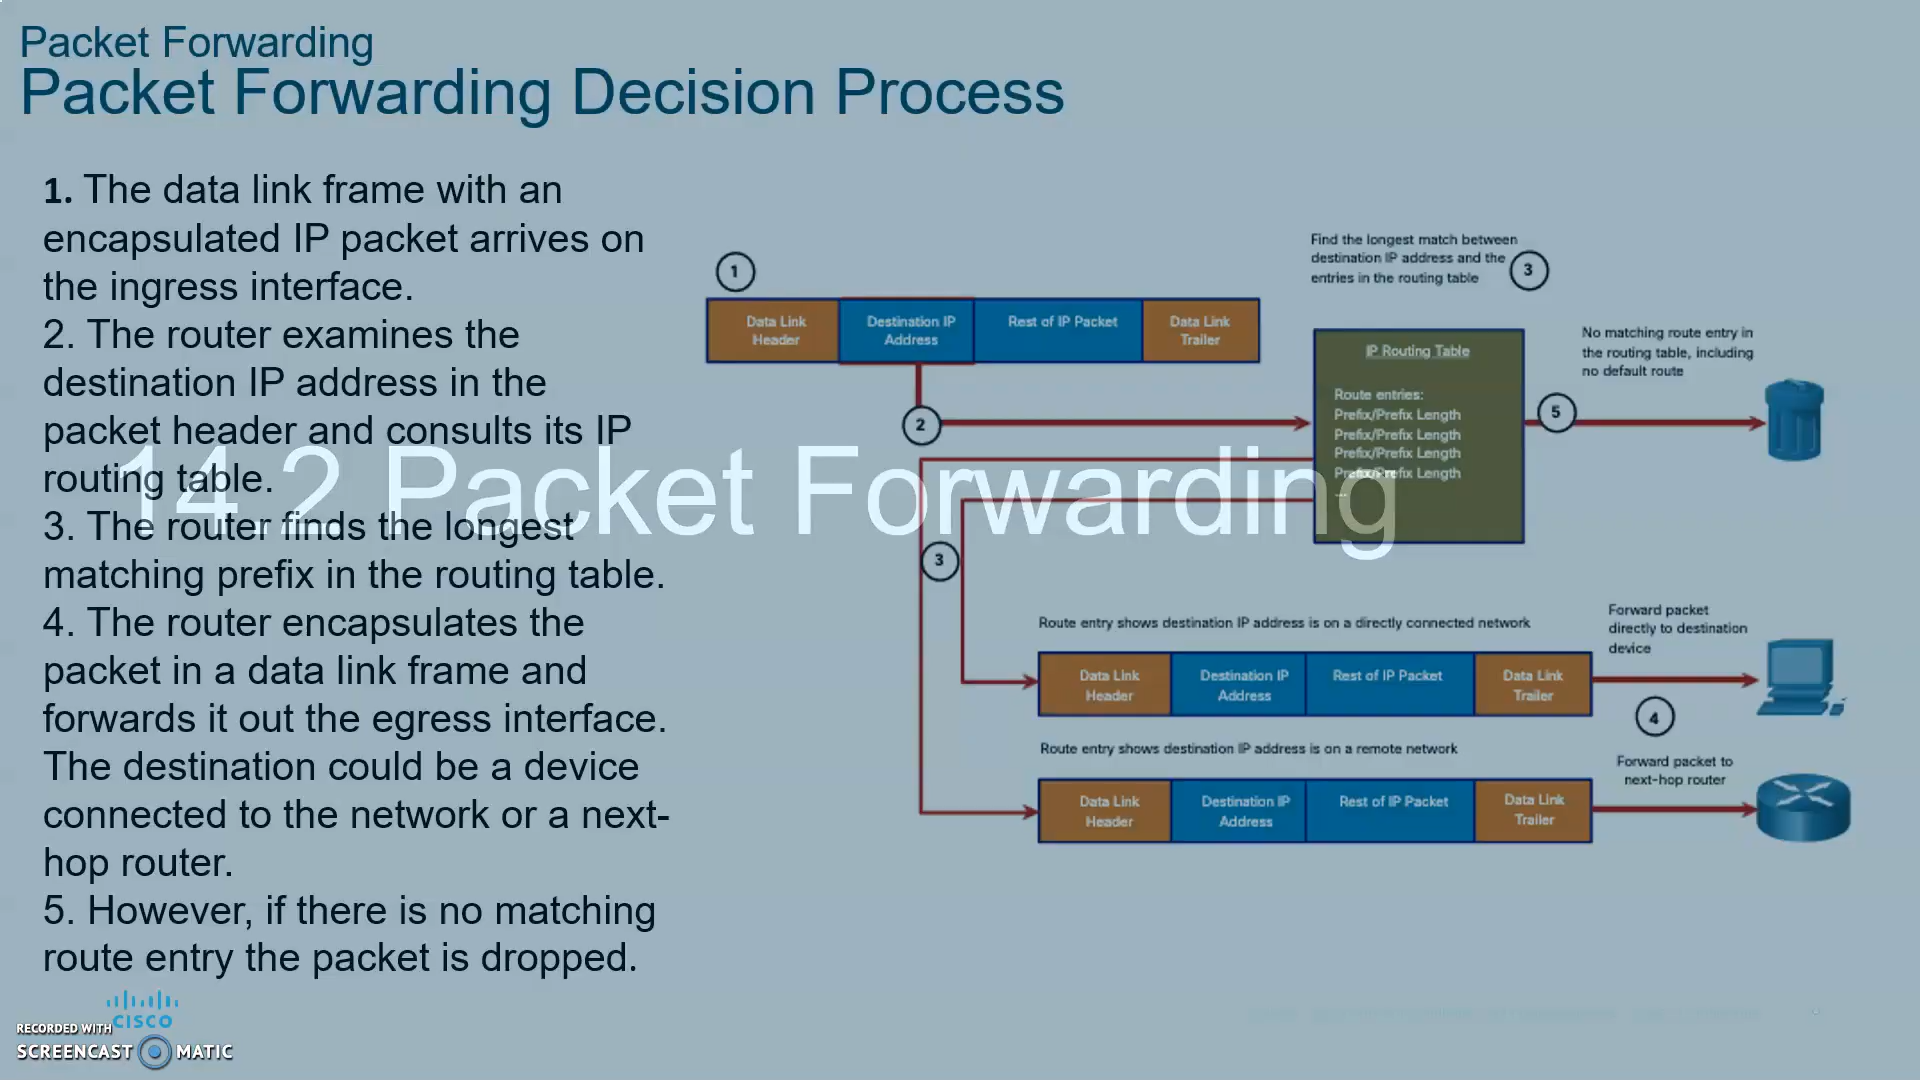 Packet Forwarding
Packet Forwarding Decision Process
1. The data link frame with an
encapsulated IP packet arrives on
the ingress interface.
2. The router examines the
destination IP address in the
packet header and consults its IP
routing table.
3. The router finds the longest
matching prefix in the routing table.
4. The router encapsulates the
packet in a data link frame and
forwards it out the egress interface.
The destination could be a device
connected to the network or a next-
hop router.
5. However, if there is no matching
route entry the packet is dropped.
14.2 Packet Forwarding
1
Data Link
Header
Destination IP
Address
Rest of IP Packet
Data Link
Trailer
2
Find the longest match between
destination IP address and the
entries in the routing table
3
IP Routing Table
Route entries:
Prefix/Prefix Length
Prefix/Prefix Length
Prefix/Prefix Length
Prefix/Prefix Length
...
5
No matching route entry in
the routing table, including
no default route
3
Route entry shows destination IP address is on a directly connected network
Data Link
Header
Destination IP
Address
Rest of IP Packet
Data Link
Trailer
Forward packet
directly to destination
device
4
Route entry shows destination IP address is on a remote network
Data Link
Header
Destination IP
Address
Rest of IP Packet
Data Link
Trailer
Forward packet to
next-hop router
CISCO
RECORDED WITH
SCREENCAST MATIC